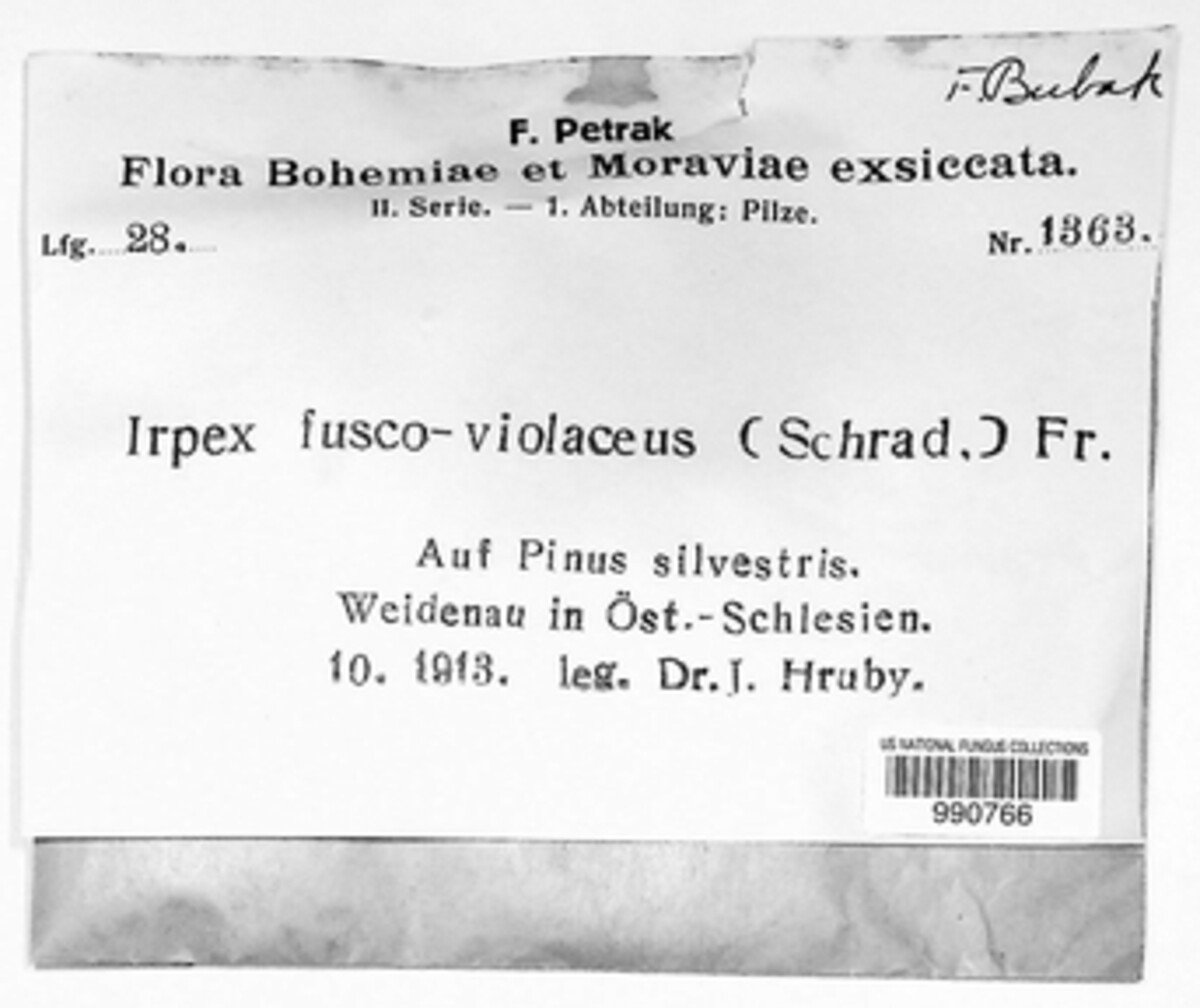 F. Bubak
F. Petrak
Flora Bohemiae et Moraviae exsiccata.
II. Serie. — 1. Abteilung: Pilze.
Lfg. 28. Nr. 1363.
Irpex fusco-violaceus (Schrad.) Fr.
Auf Pinus silvestris.
Weidenau in Öst.-Schlesien.
10. 1913. leg. Dr. J. Hruby.
US NATIONAL FUNGUS COLLECTIONS
990766